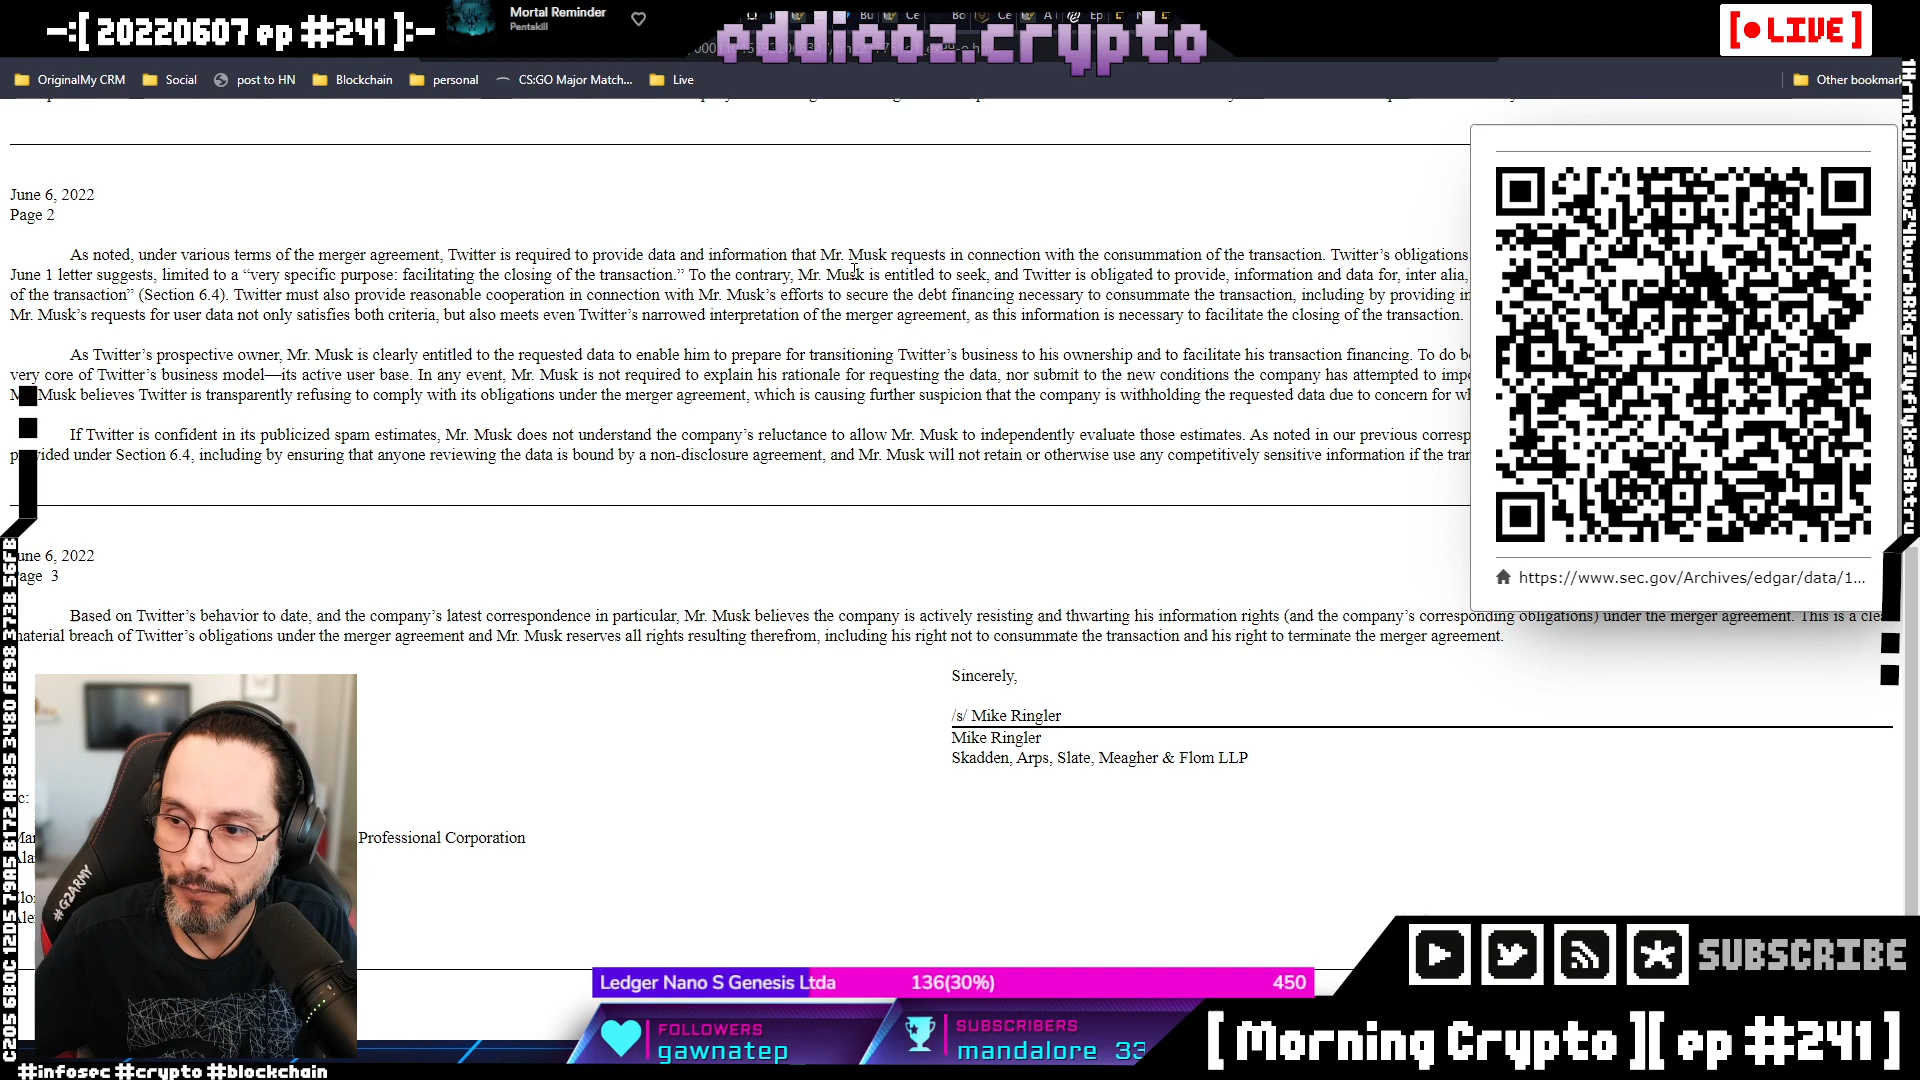 -:[ 20220607 ep #241 ]:-
Mortal Reminder
Pentakill
eddieoz.crypto
[• LIVE ]
OriginalMy CRM
Social
post to HN
Blockchain
personal
CS:GO Major Match...
Live
Other bookmar
June 6, 2022
Page 2
As noted, under various terms of the merger agreement, Twitter is required to provide data and information that Mr. Musk requests in connection with the consummation of the transaction. Twitter’s obligations
June 1 letter suggests, limited to a “very specific purpose: facilitating the closing of the transaction.” To the contrary, Mr. Musk is entitled to seek, and Twitter is obligated to provide, information and data for, inter alia,
of the transaction” (Section 6.4). Twitter must also provide reasonable cooperation in connection with Mr. Musk’s efforts to secure the debt financing necessary to consummate the transaction, including by providing in
Mr. Musk’s requests for user data not only satisfies both criteria, but also meets even Twitter’s narrowed interpretation of the merger agreement, as this information is necessary to facilitate the closing of the transaction.
As Twitter’s prospective owner, Mr. Musk is clearly entitled to the requested data to enable him to prepare for transitioning Twitter’s business to his ownership and to facilitate his transaction financing. To do b
very core of Twitter’s business model—its active user base. In any event, Mr. Musk is not required to explain his rationale for requesting the data, nor submit to the new conditions the company has attempted to imp
Musk believes Twitter is transparently refusing to comply with its obligations under the merger agreement, which is causing further suspicion that the company is withholding the requested data due to concern for w
If Twitter is confident in its publicized spam estimates, Mr. Musk does not understand the company’s reluctance to allow Mr. Musk to independently evaluate those estimates. As noted in our previous corresp
vided under Section 6.4, including by ensuring that anyone reviewing the data is bound by a non-disclosure agreement, and Mr. Musk will not retain or otherwise use any competitively sensitive information if the tra
https://www.sec.gov/Archives/edgar/data/1...
une 6, 2022
age 3
Based on Twitter’s behavior to date, and the company’s latest correspondence in particular, Mr. Musk believes the company is actively resisting and thwarting his information rights (and the company’s corresponding obligations) under the merger agreement. This is a cle
aterial breach of Twitter’s obligations under the merger agreement and Mr. Musk reserves all rights resulting therefrom, including his right not to consummate the transaction and his right to terminate the merger agreement.
Sincerely,
/s/ Mike Ringler
Mike Ringler
Skadden, Arps, Slate, Meagher & Flom LLP
c:
Professional Corporation
#G2ARMY
C205 6B0C 1205 79A5 B172 AB85 3480 FB98 373B 56FB
Ledger Nano S Genesis Ltda
136(30%)
450
FOLLOWERS
gawnatep
SUBSCRIBERS
mandalore 33
SUBSCRIBE
[ Morning Crypto ][ ep #241 ]
#infosec #crypto #blockchain